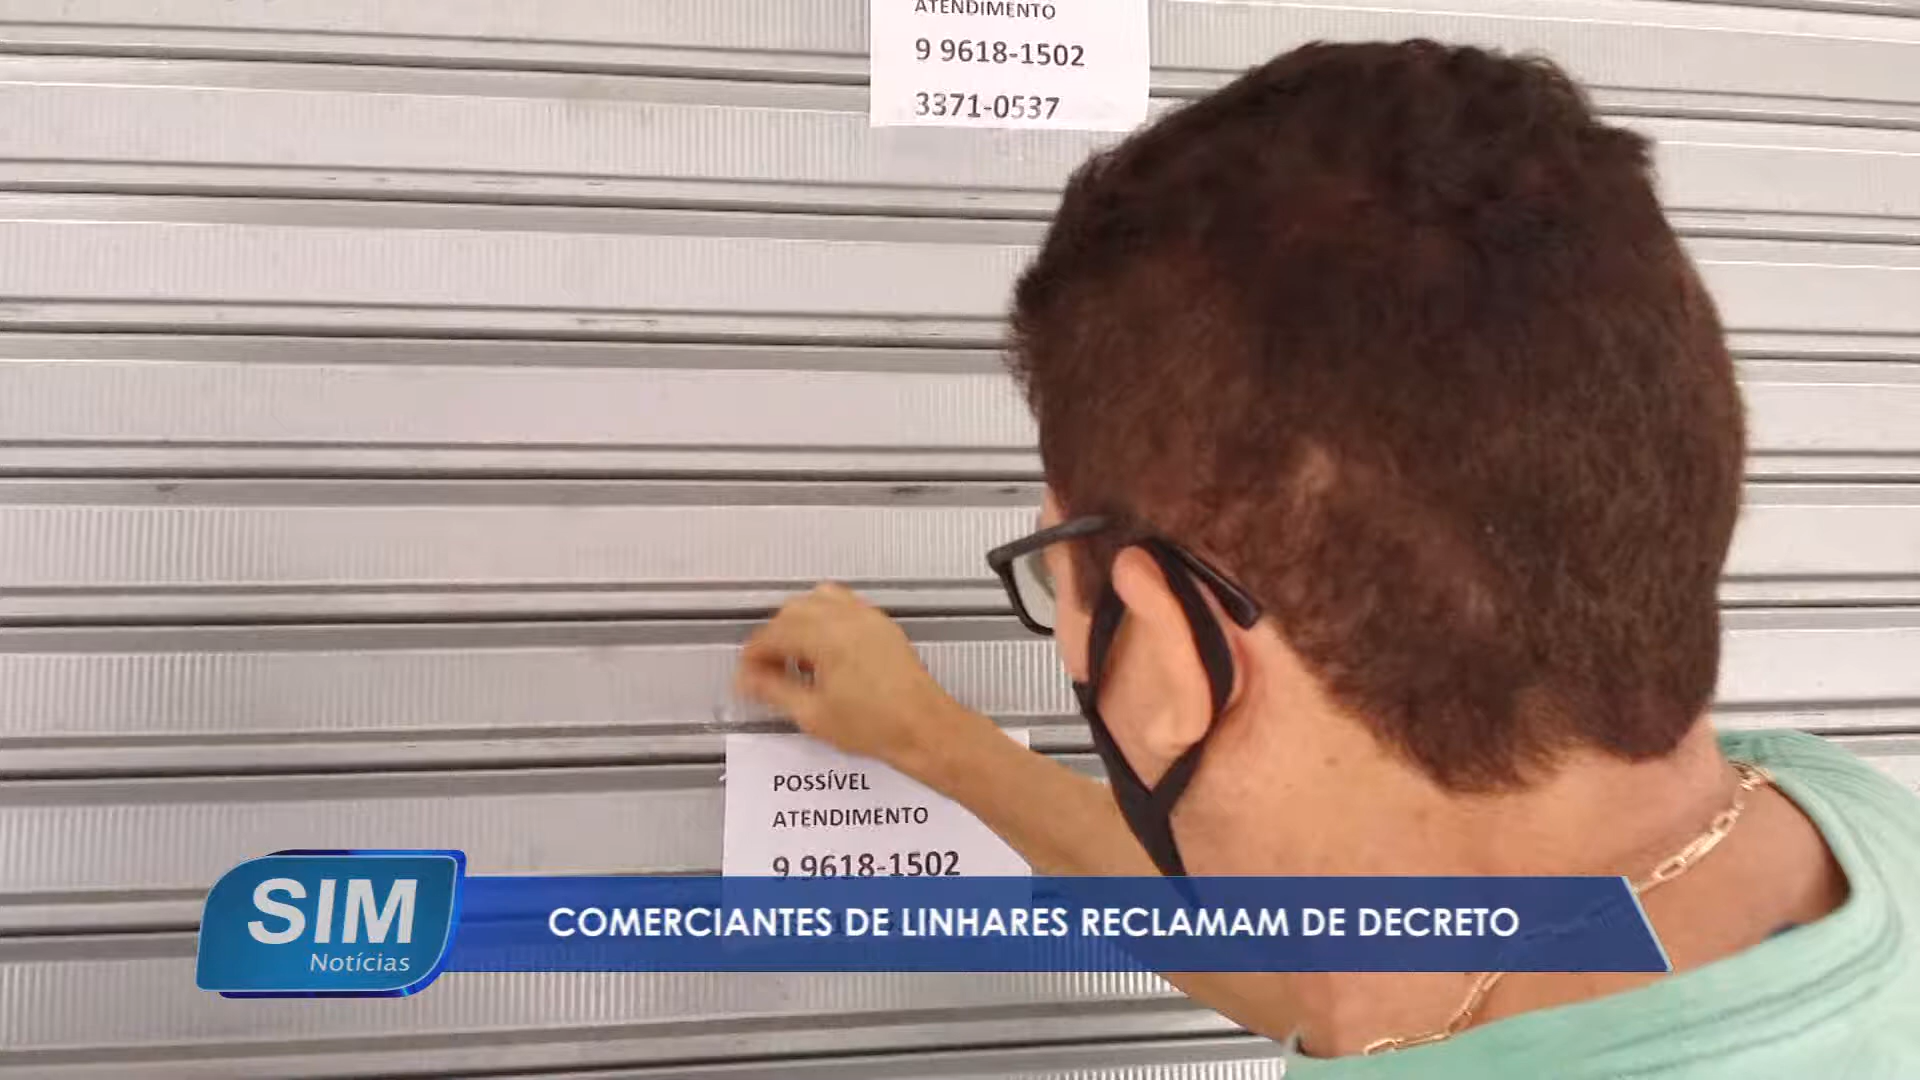 ATENDIMENTO
9 9618-1502
3371-0537
POSSÍVEL
ATENDIMENTO
9 9618-1502
SIM
Notícias
COMERCIANTES DE LINHARES RECLAMAM DE DECRETO